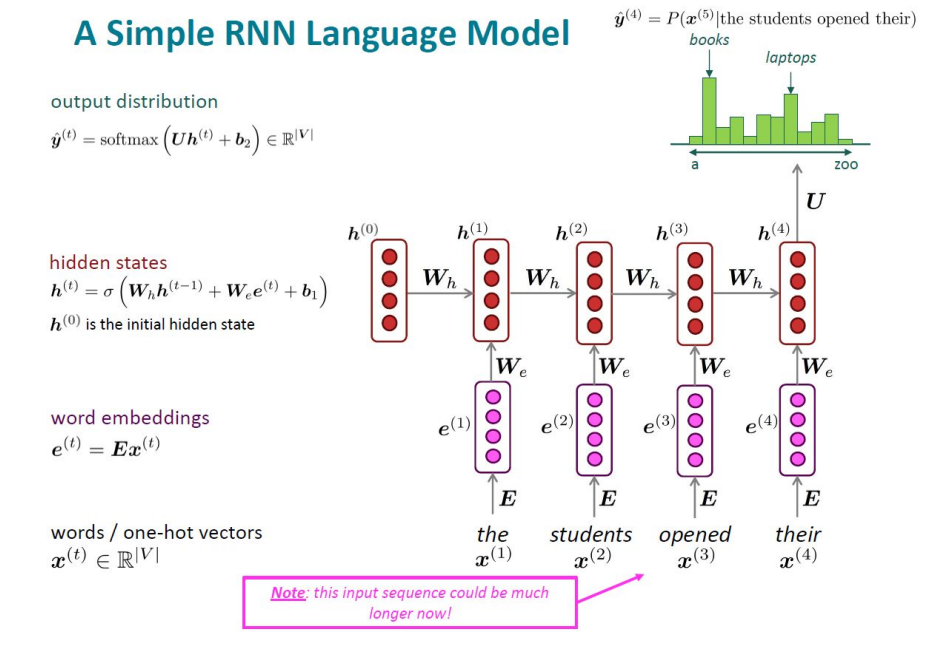 A Simple RNN Language Model
ŷ⁽⁴⁾ = P(x⁽⁵⁾|the students opened their)
books
laptops
a
zoo
output distribution
ŷ⁽ᵗ⁾ = softmax (Uh⁽ᵗ⁾ + b₂) ∈ ℝ^|V|
U
h⁽⁰⁾ h⁽¹⁾ h⁽²⁾ h⁽³⁾ h⁽⁴⁾
hidden states
h⁽ᵗ⁾ = σ (W_h h⁽ᵗ⁻¹⁾ + W_e e⁽ᵗ⁾ + b₁)
h⁽⁰⁾ is the initial hidden state
W_h W_h W_h W_h
W_e W_e W_e W_e
word embeddings
e⁽ᵗ⁾ = Ex⁽ᵗ⁾
e⁽¹⁾ e⁽²⁾ e⁽³⁾ e⁽⁴⁾
E E E E
words / one-hot vectors
x⁽ᵗ⁾ ∈ ℝ^|V|
the students opened their
x⁽¹⁾ x⁽²⁾ x⁽³⁾ x⁽⁴⁾
Note: this input sequence could be much
longer now!